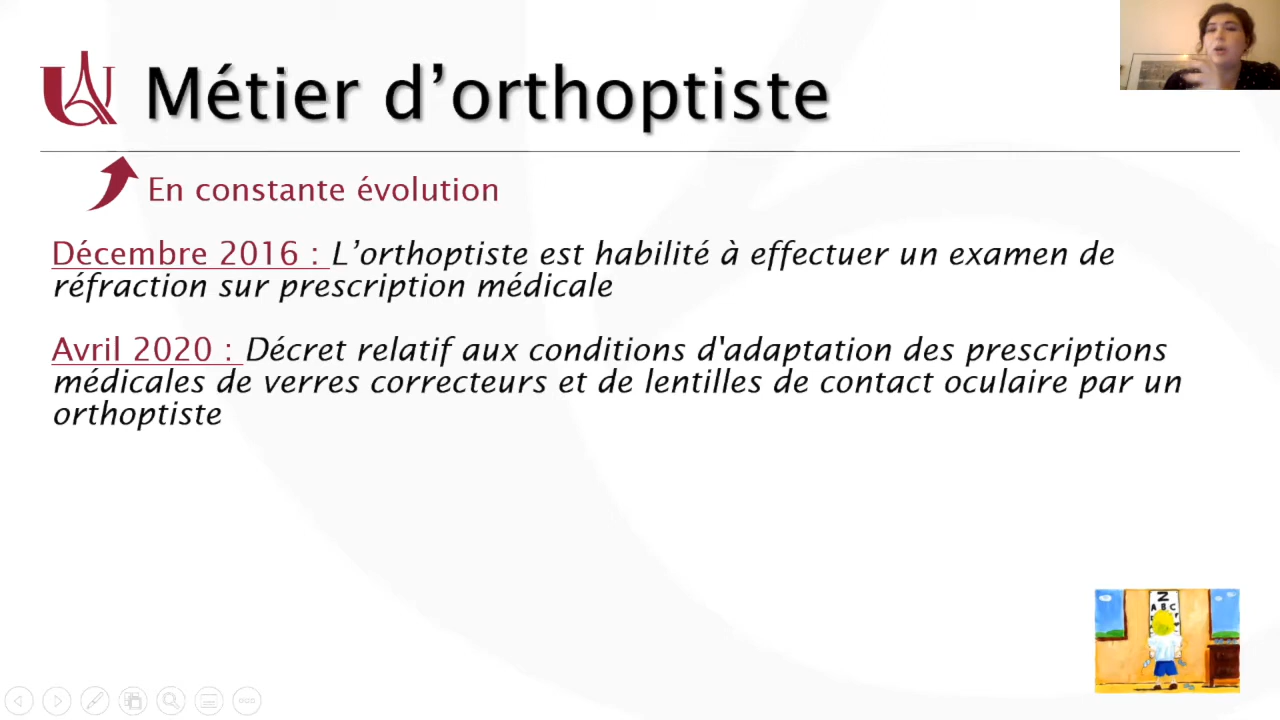 Métier d’orthoptiste
En constante évolution
Décembre 2016 : L’orthoptiste est habilité à effectuer un examen de
réfraction sur prescription médicale
Avril 2020 : Décret relatif aux conditions d'adaptation des prescriptions
médicales de verres correcteurs et de lentilles de contact oculaire par un
orthoptiste
Z
A B C